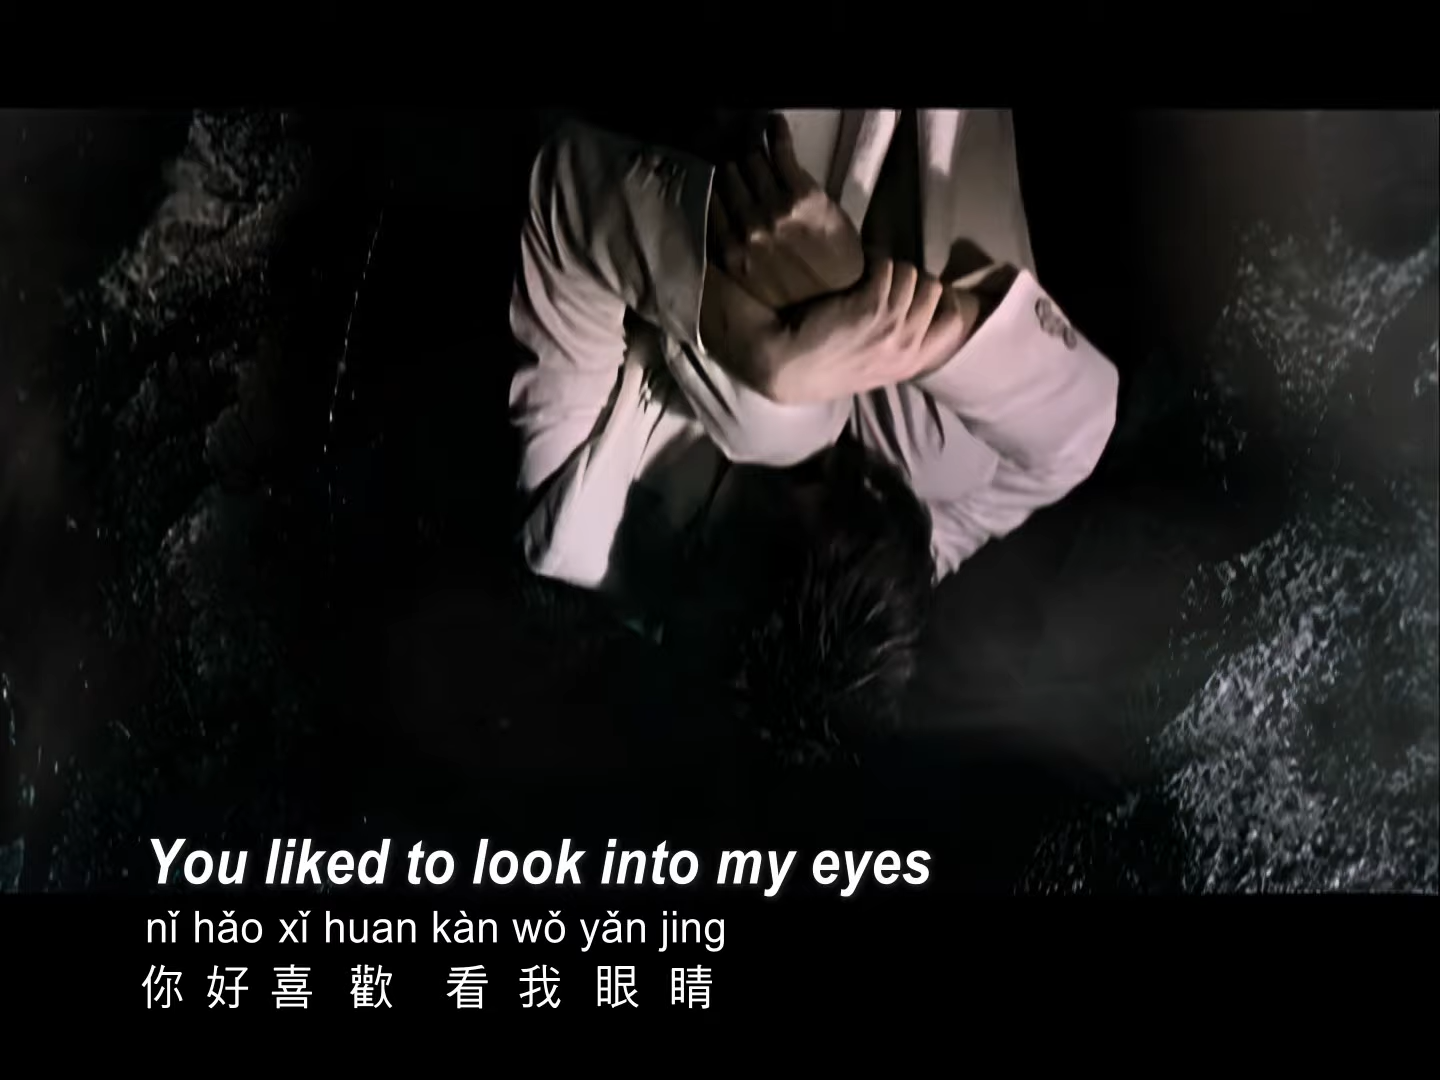 You liked to look into my eyes
nǐ hǎo xǐ huan kàn wǒ yǎn jing
你好喜歡 看我眼睛